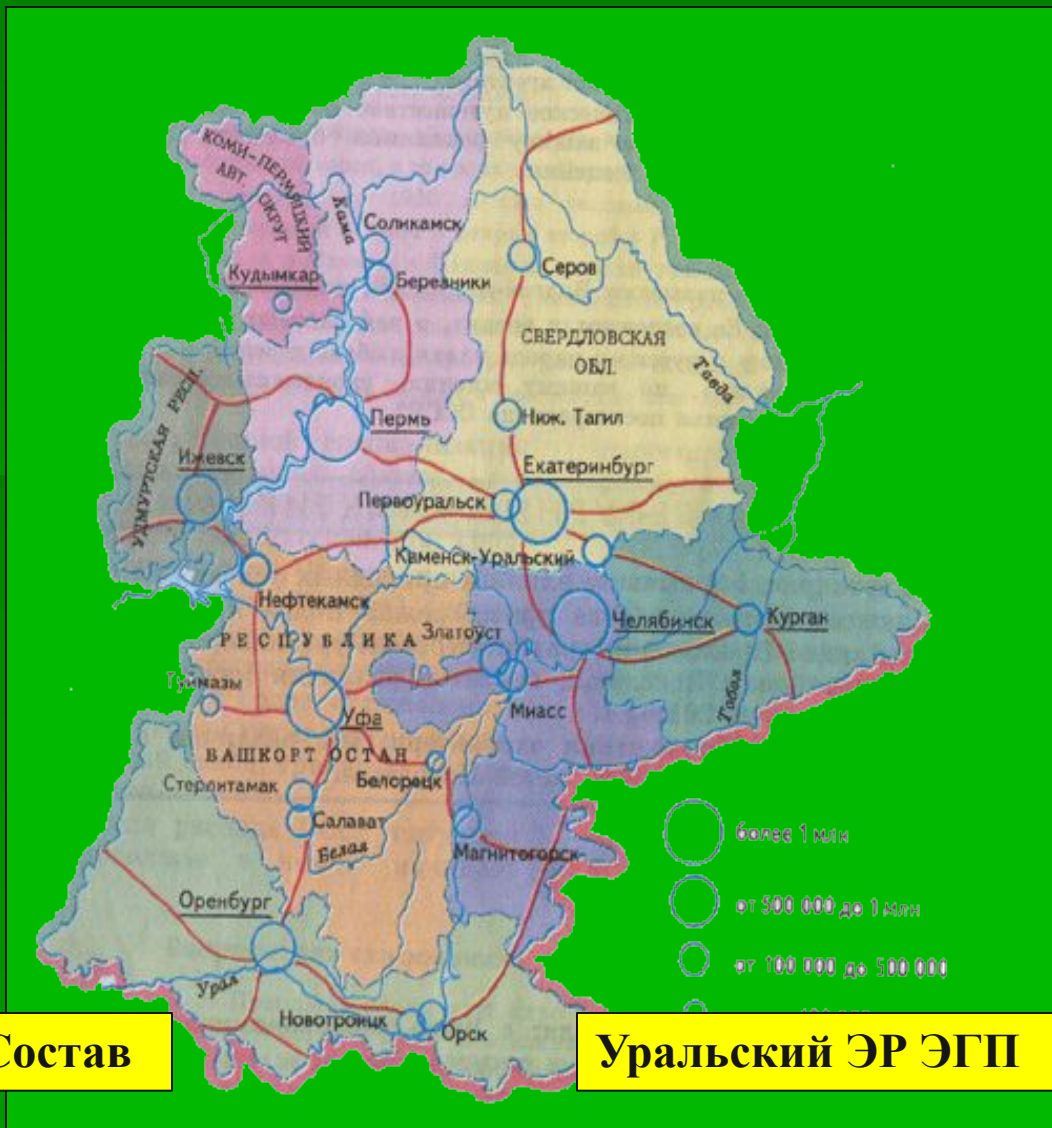 КОМИ-ПЕРМЯЦКИЙ
АВТ. ОКРУГ
Кама
Соликамск
Кудымкар
Березники
Серов
СВЕРДЛОВСКАЯ
ОБЛ.
Тавда
УДМУРТСКАЯ РЕСП.
Пермь
Ниж. Тагил
Ижевск
Екатеринбург
Первоуральск
Каменск-Уральский
Нефтекамск
РЕСПУБЛИКА
Златоуст
Челябинск
Курган
Туймазы
Тобол
Уфа
Миасс
БАШКОРТОСТАН
Белорецк
Стерлитамак
Салават
Белая
Магнитогорск
более 1 млн
Оренбург
от 500 000 до 1 млн
от 100 000 до 500 000
Урал
Новотроицк
Орск
Состав
Уральский ЭР ЭГП